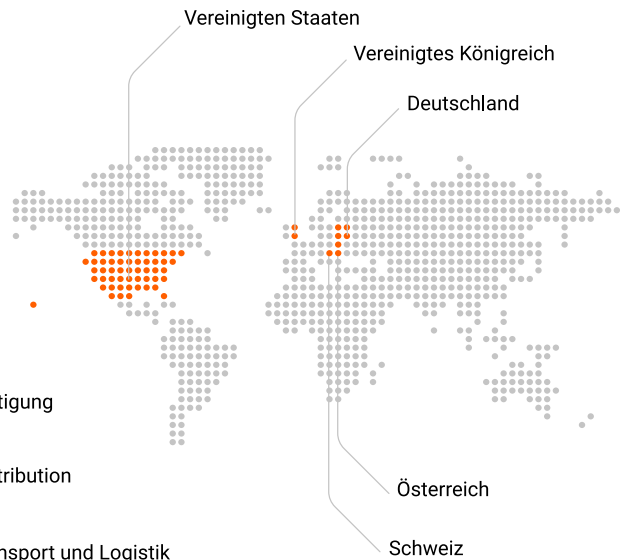 Vereinigten Staaten
Vereinigtes Königreich
Deutschland
tigung
tribution
Österreich
nsport und Logistik
Schweiz